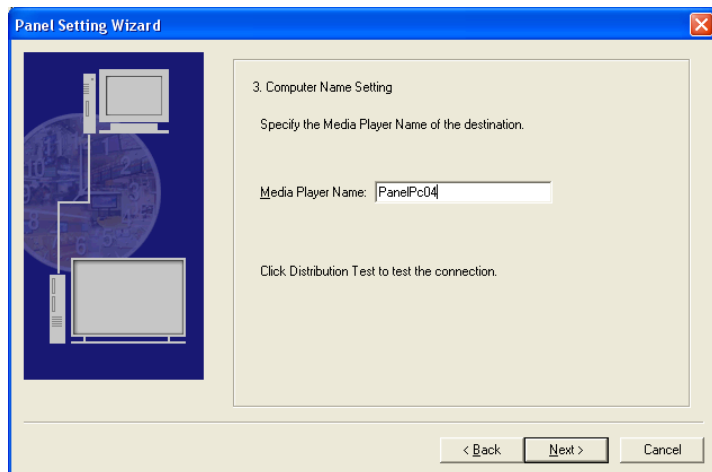 Panel Setting Wizard
3. Computer Name Setting
Specify the Media Player Name of the destination.
Media Player Name: PanelPc04
Click Distribution Test to test the connection.
< Back Next > Cancel